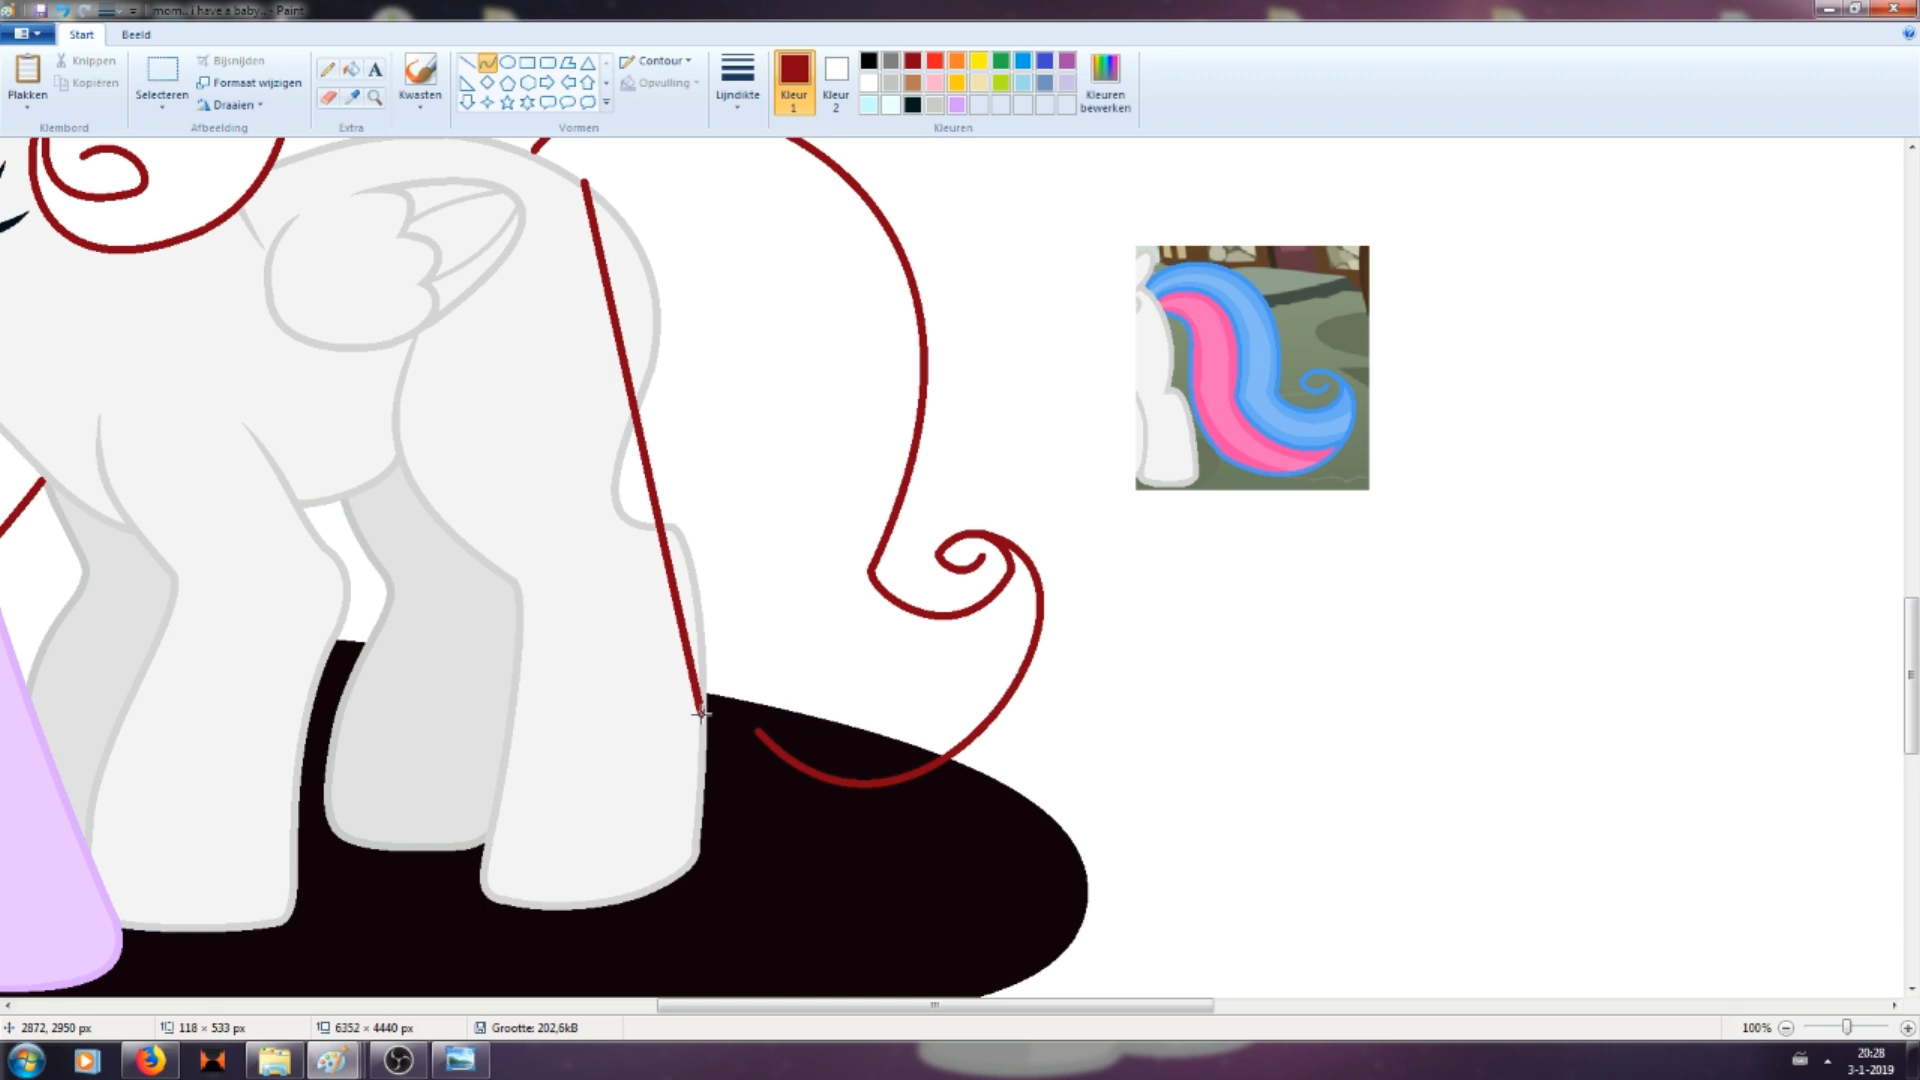 mom.. i have a baby.. - Paint
Start Beeld
Plakken
Knippen
Kopiëren
Klembord
Selecteren
Bijsnijden
Formaat wijzigen
Draaien
Afbeelding
A
Extra
Kwasten
Vormen
Contour
Opvulling
Lijndikte
Kleur
1
Kleur
2
Kleuren
Kleuren
bewerken
2872, 2950 px
118 × 533 px
6352 × 4440 px
Grootte: 202,6kB
100%
20:28
3-1-2019